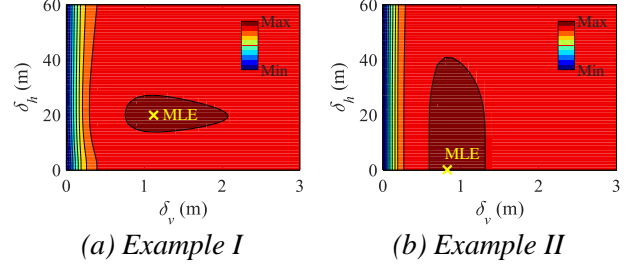 60
40
20
0
δh (m)
Max
Min
MLE
0 1 2 3
δv (m)
(a) Example I
60
40
20
0
δh (m)
Max
Min
MLE
0 1 2 3
δv (m)
(b) Example II